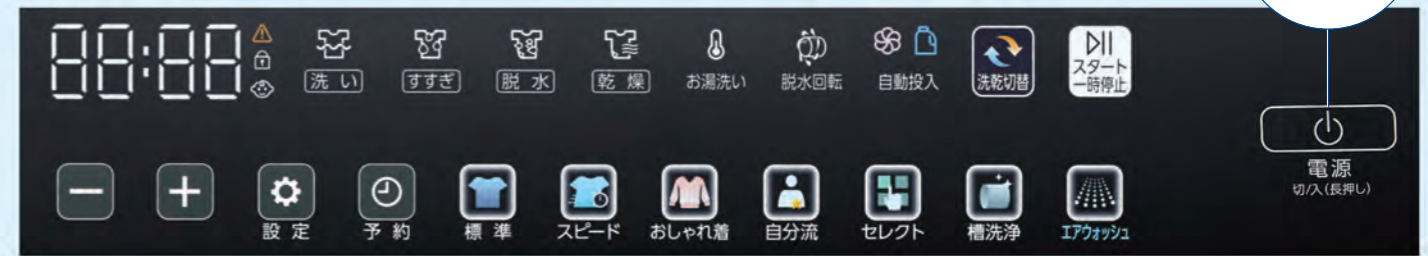 88:88
洗い
すすぎ
脱水
乾燥
お湯洗い
脱水回転
自動投入
洗乾切替
スタート
一時停止
電源
切/入(長押し)
設定
予約
標準
スピード
おしゃれ着
自分流
セレクト
槽洗浄
エアウォッシュ